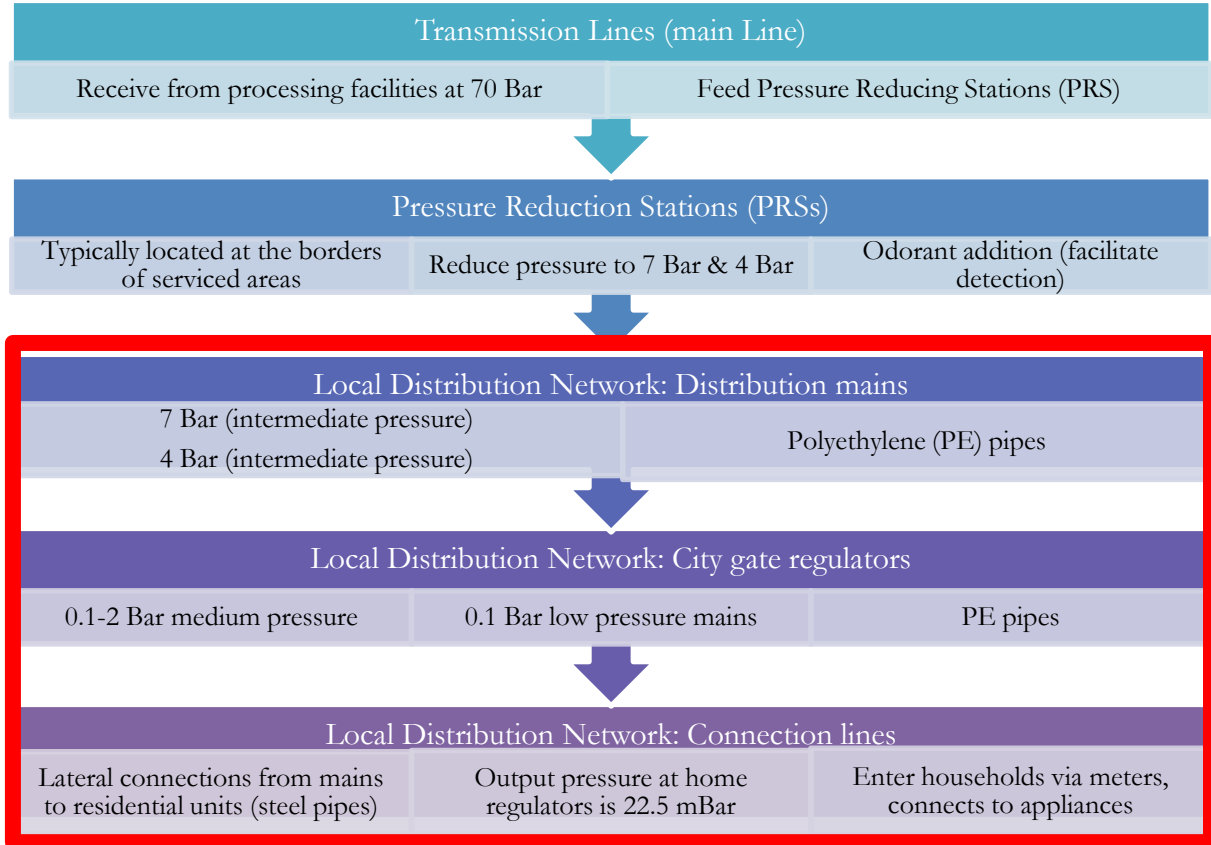 Transmission Lines (main Line)
Receive from processing facilities at 70 Bar
Feed Pressure Reducing Stations (PRS)
Pressure Reduction Stations (PRSs)
Typically located at the borders
of serviced areas
Reduce pressure to 7 Bar & 4 Bar
Odorant addition (facilitate
detection)
Local Distribution Network: Distribution mains
7 Bar (intermediate pressure)
4 Bar (intermediate pressure)
Polyethylene (PE) pipes
Local Distribution Network: City gate regulators
0.1-2 Bar medium pressure
0.1 Bar low pressure mains
PE pipes
Local Distribution Network: Connection lines
Lateral connections from mains
to residential units (steel pipes)
Output pressure at home
regulators is 22.5 mBar
Enter households via meters,
connects to appliances